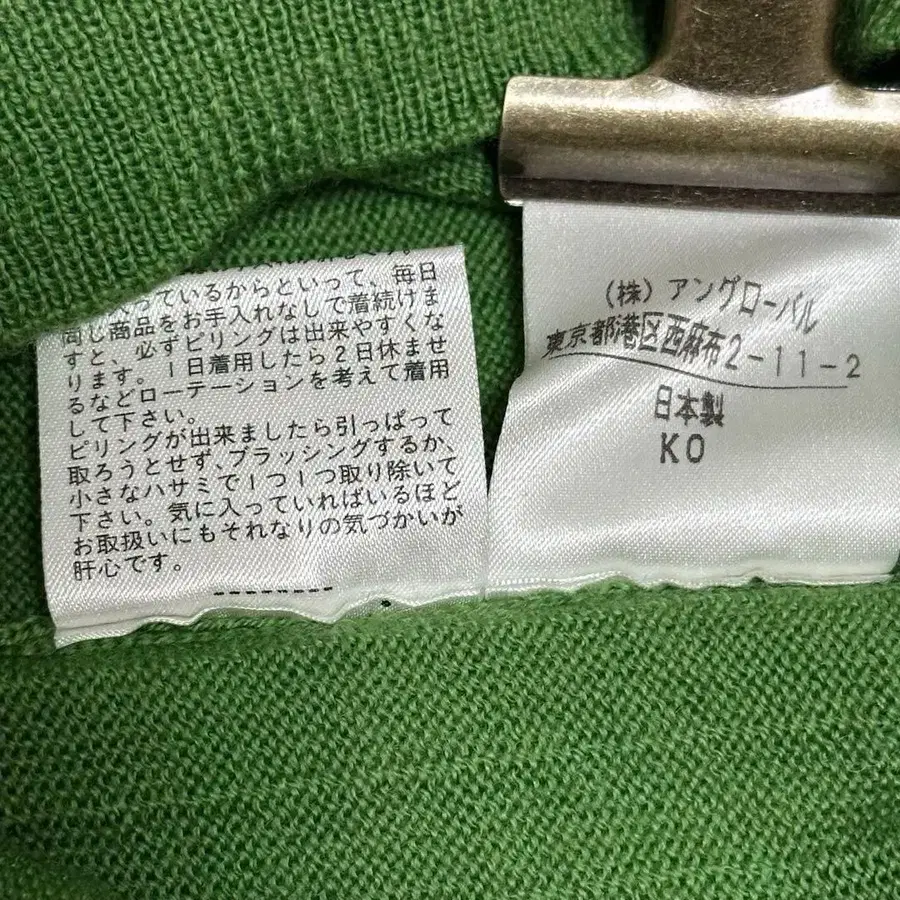 っているからといって、毎日
同じ商品をお手入れなしで着続けま
すと、必ずピリングは出来やすくな
ります。1日着用したら2日休ませ
るなどローテーションを考えて着用
して下さい。
ピリングが出来ましたら引っぱって
取ろうとせず、ブラッシングするか、
小さなハサミで1つ1つ取り除いて
下さい。気に入っていればいるほど
お取扱いにもそれなりの気づかいが
肝心です。
(株)アングローバル
東京都港区西麻布2-11-2
日本製
KO